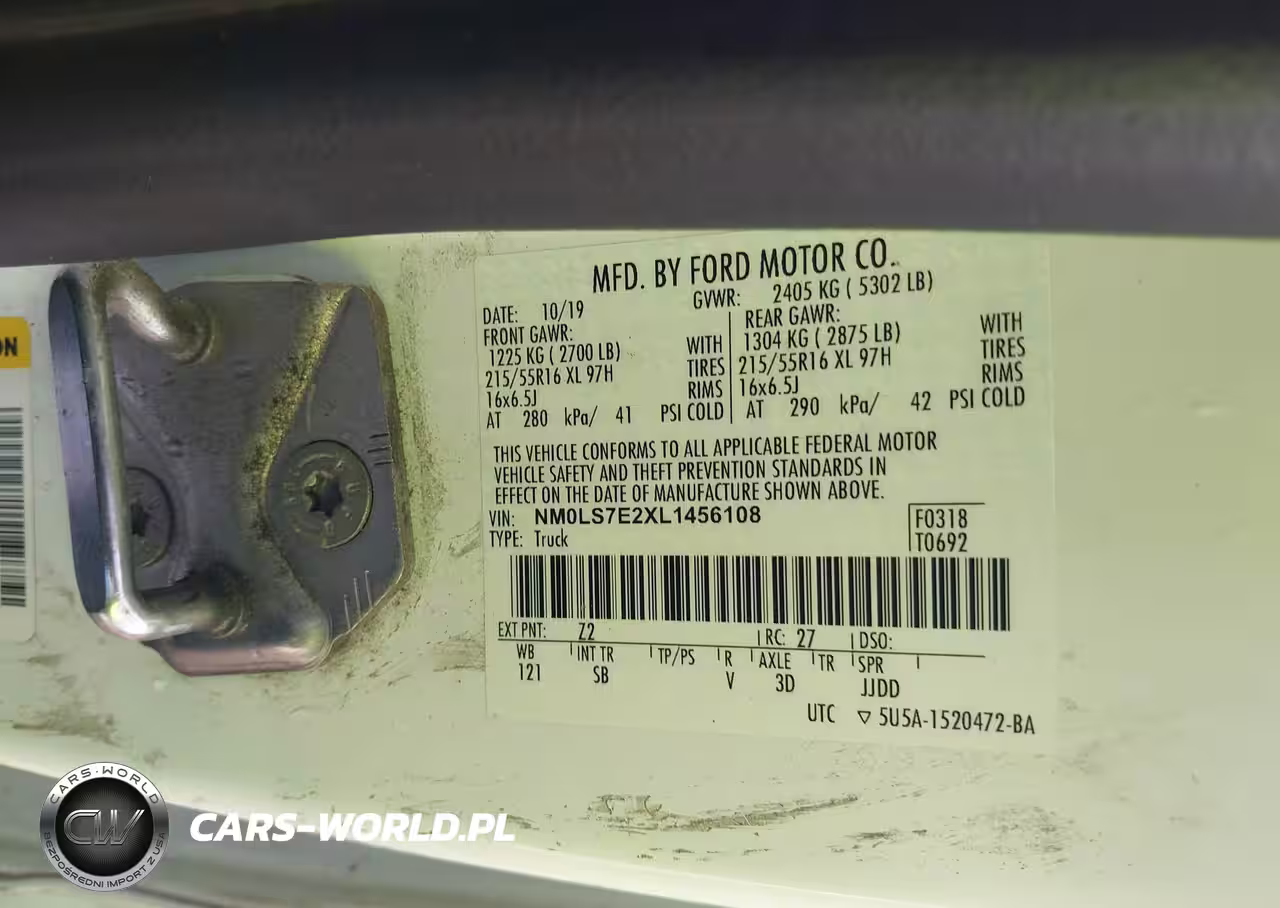 ON
MFD. BY FORD MOTOR CO.
DATE: 10/19
GVWR: 2405 KG ( 5302 LB)
FRONT GAWR:
1225 KG ( 2700 LB) WITH
215/55R16 XL 97H TIRES
16x6.5J RIMS
AT 280 kPa/ 41 PSI COLD
REAR GAWR:
1304 KG ( 2875 LB) WITH
215/55R16 XL 97H TIRES
16x6.5J RIMS
AT 290 kPa/ 42 PSI COLD
THIS VEHICLE CONFORMS TO ALL APPLICABLE FEDERAL MOTOR
VEHICLE SAFETY AND THEFT PREVENTION STANDARDS IN
EFFECT ON THE DATE OF MANUFACTURE SHOWN ABOVE.
VIN: NM0LS7E2XL1456108
TYPE: Truck
F0318
T0692
EXT PNT: Z2 RC: 27 DSO:
WB INT TR TP/PS R AXLE TR SPR
121 SB V 3D JJDD
UTC ▽ 5U5A-1520472-BA
CARS-WORLD
CW
BEZPOŚREDNI IMPORT Z USA
CARS-WORLD.PL